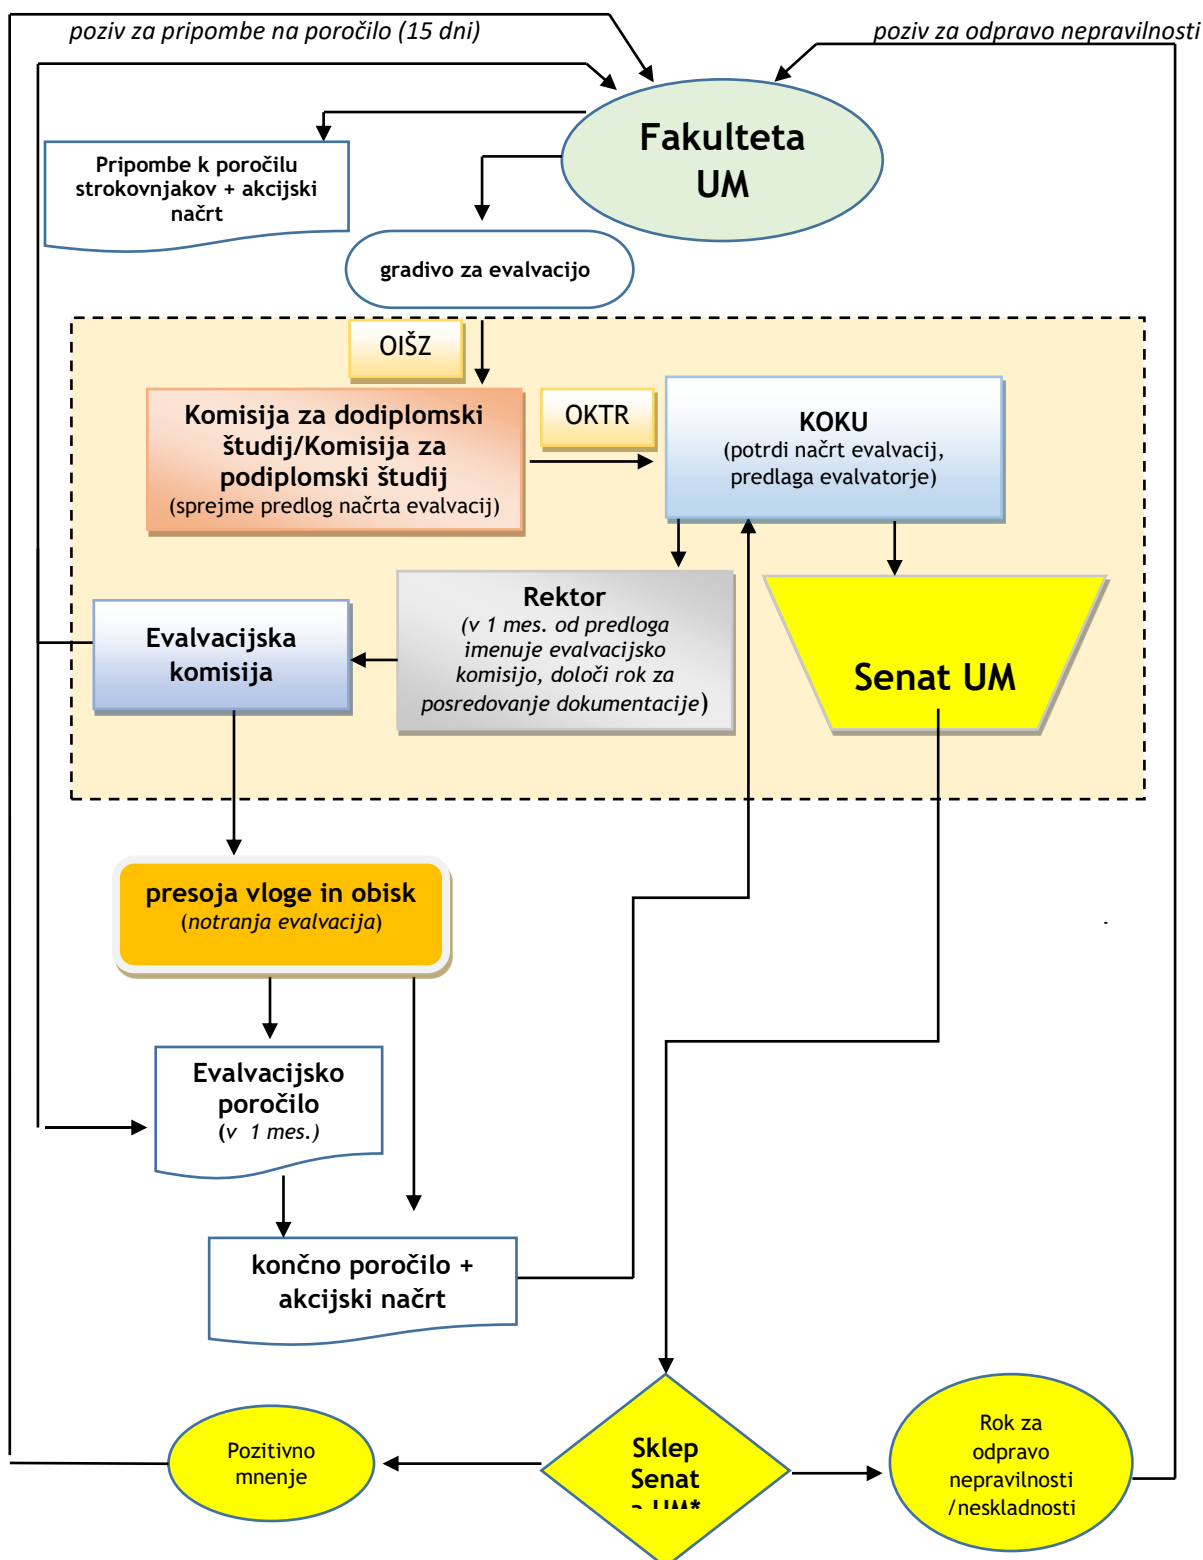 poziv za pripombe na poročilo (15 dni)
poziv za odpravo nepravilnosti
Fakulteta
UM
Pripombe k poročilu
strokovnjakov + akcijski
načrt
gradivo za evalvacijo
OIŠZ
Komisija za dodiplomski
študij/Komisija za
podiplomski študij
(sprejme predlog načrta evalvacij)
OKTR
KOKU
(potrdi načrt evalvacij,
predlaga evalvatorje)
Evalvacijska
komisija
Rektor
(v 1 mes. od predloga
imenuje evalvacijsko
komisijo, določi rok za
posredovanje dokumentacije)
Senat UM
presoja vloge in obisk
(notranja evalvacija)
Evalvacijsko
poročilo
(v 1 mes.)
končno poročilo +
akcijski načrt
Pozitivno
mnenje
Sklep
Senat
a UM*
Rok za
odpravo
nepravilnosti
/neskladnosti